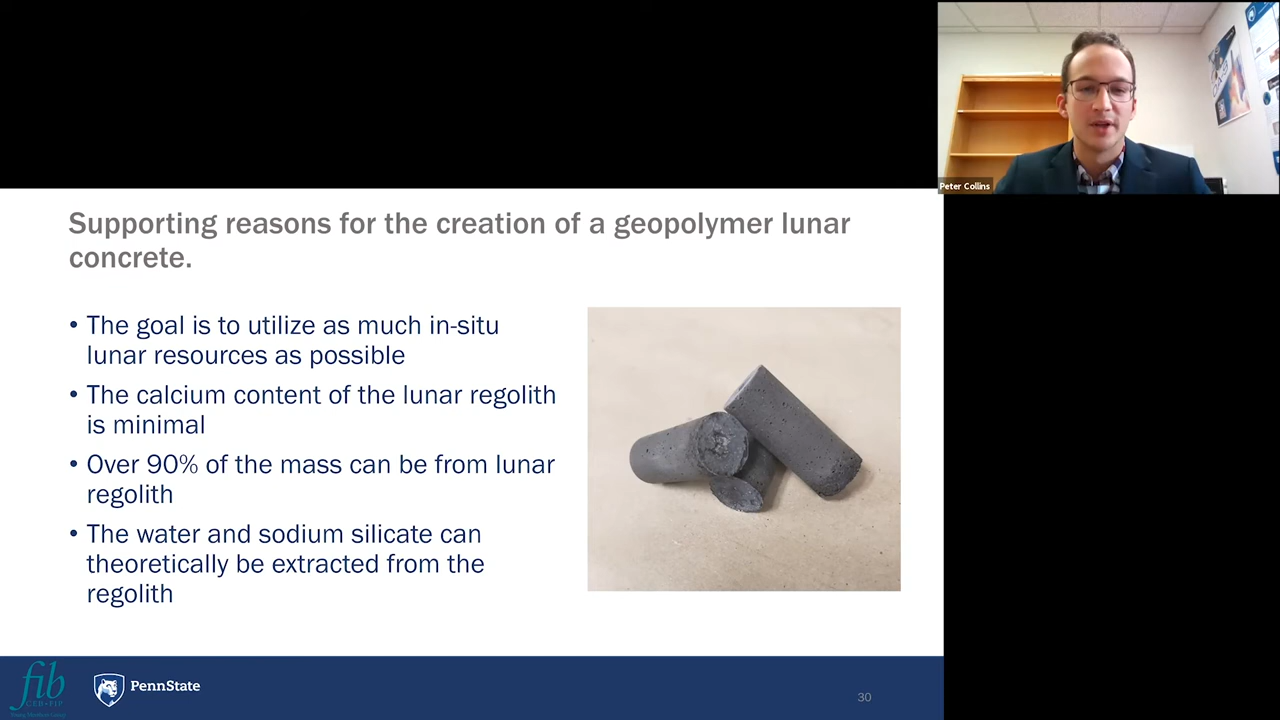 Peter Collins
Supporting reasons for the creation of a geopolymer lunar
concrete.
• The goal is to utilize as much in-situ
lunar resources as possible
• The calcium content of the lunar regolith
is minimal
• Over 90% of the mass can be from lunar
regolith
• The water and sodium silicate can
theoretically be extracted from the
regolith
fib
CEB-FIP
PennState
30